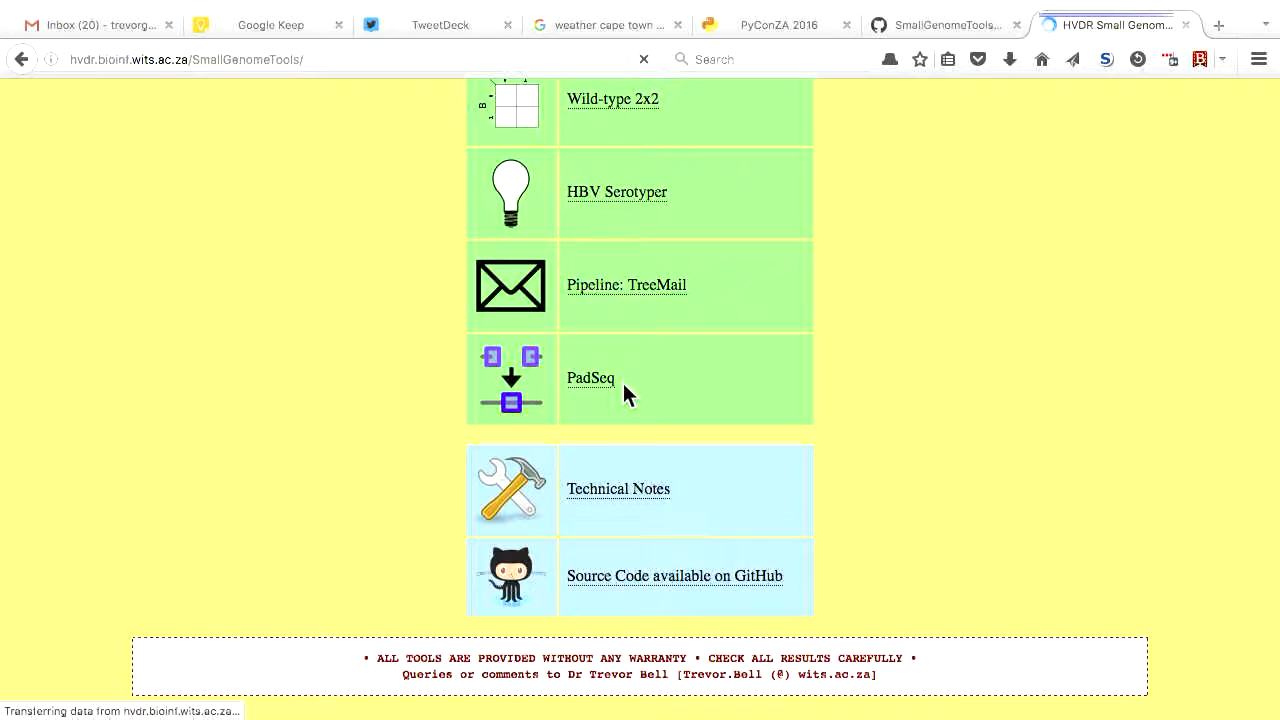 Inbox (20) - trevorg...
Google Keep
TweetDeck
weather cape town ...
PyConZA 2016
SmallGenomeTools...
HVDR Small Genom...
hvdr.bioinf.wits.ac.za/SmallGenomeTools/
Search
B
Wild-type 2x2
HBV Serotyper
Pipeline: TreeMail
PadSeq
Technical Notes
Source Code available on GitHub
• ALL TOOLS ARE PROVIDED WITHOUT ANY WARRANTY • CHECK ALL RESULTS CAREFULLY •
Queries or comments to Dr Trevor Bell [Trevor.Bell (@) wits.ac.za]
Transferring data from hvdr.bioinf.wits.ac.za...